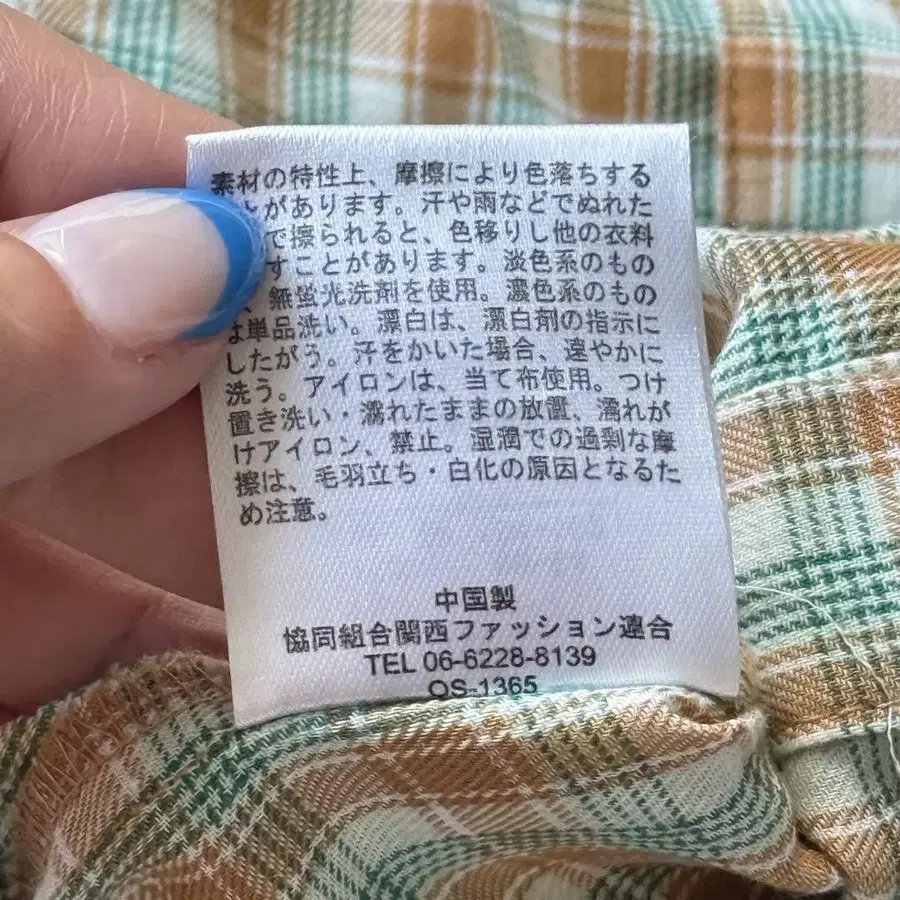 素材の特性上、摩擦により色落ちする
とがあります。汗や雨などでぬれた
で擦られると、色移りし他の衣料
すことがあります。淡色系のもの
、無蛍光洗剤を使用。濃色系のもの
は単品洗い。漂白は、漂白剤の指示に
したがう。汗をかいた場合、速やかに
洗う。アイロンは、当て布使用。つけ
置き洗い・濡れたままの放置、濡れが
けアイロン、禁止。湿潤での過剰な摩
擦は、毛羽立ち・白化の原因となるた
め注意。
中国製
協同組合関西ファッション連合
TEL 06-6228-8139
OS-1365